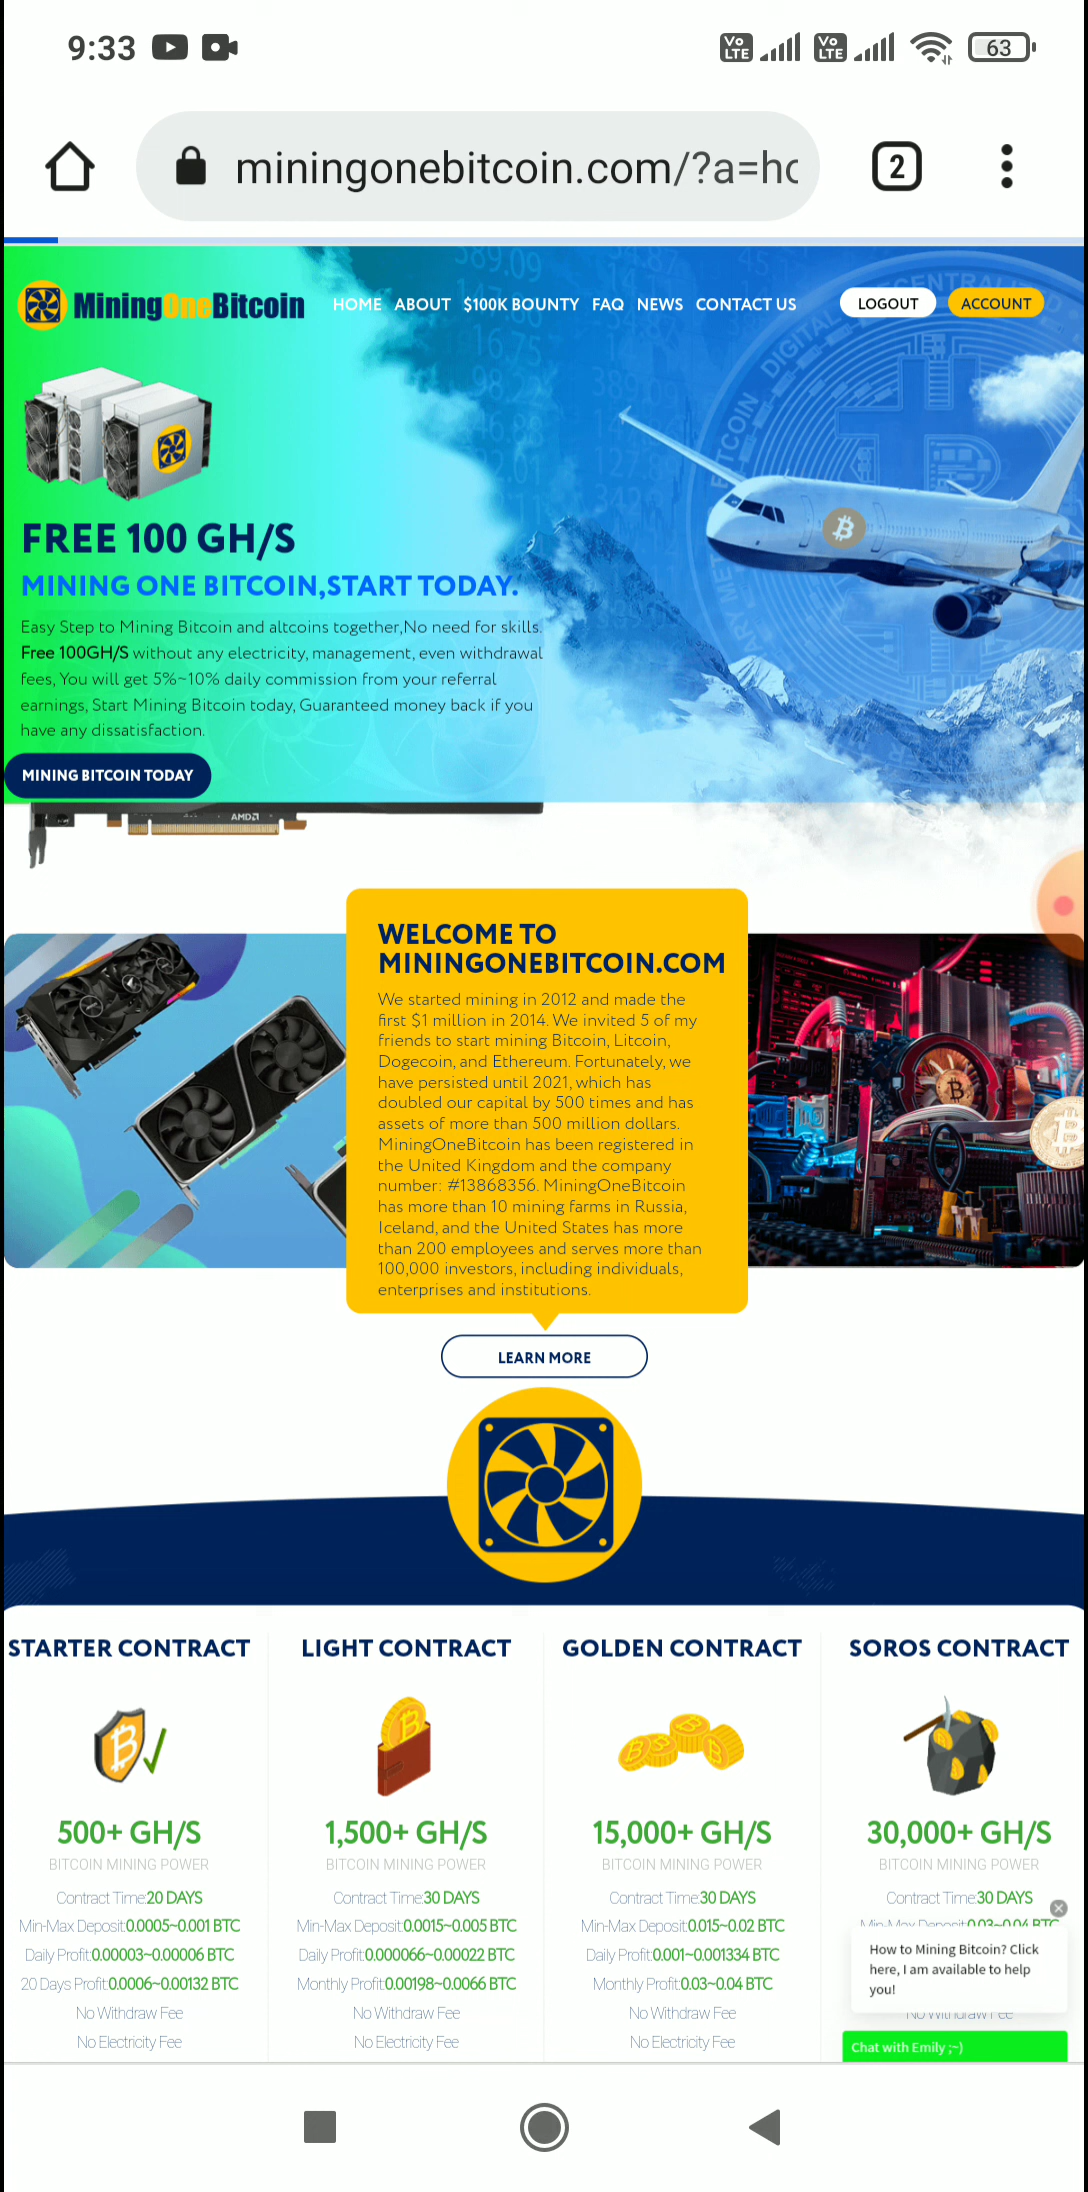 9:33
Vo LTE
Vo LTE
63
miningonebitcoin.com/?a=hc
2
MiningOneBitcoin
HOME ABOUT $100K BOUNTY FAQ NEWS CONTACT US
LOGOUT
ACCOUNT
FREE 100 GH/S
MINING ONE BITCOIN,START TODAY.
Easy Step to Mining Bitcoin and altcoins together,No need for skills.
Free 100GH/S without any electricity, management, even withdrawal
fees, You will get 5%~10% daily commission from your referral
earnings, Start Mining Bitcoin today, Guaranteed money back if you
have any dissatisfaction.
MINING BITCOIN TODAY
AMD
WELCOME TO
MININGONEBITCOIN.COM
We started mining in 2012 and made the
first $1 million in 2014. We invited 5 of my
friends to start mining Bitcoin, Litcoin,
Dogecoin, and Ethereum. Fortunately, we
have persisted until 2021, which has
doubled our capital by 500 times and has
assets of more than 500 million dollars.
MiningOneBitcoin has been registered in
the United Kingdom and the company
number: #13868356. MiningOneBitcoin
has more than 10 mining farms in Russia,
Iceland, and the United States has more
than 200 employees and serves more than
100,000 investors, including individuals,
enterprises and institutions.
LEARN MORE
STARTER CONTRACT
500+ GH/S
BITCOIN MINING POWER
Contract Time:20 DAYS
Min-Max Deposit:0.0005~0.001 BTC
Daily Profit:0.00003~0.00006 BTC
20 Days Profit:0.0006~0.00132 BTC
No Withdraw Fee
No Electricity Fee
LIGHT CONTRACT
1,500+ GH/S
BITCOIN MINING POWER
Contract Time:30 DAYS
Min-Max Deposit:0.0015~0.005 BTC
Daily Profit:0.000066~0.00022 BTC
Monthly Profit:0.00198~0.0066 BTC
No Withdraw Fee
No Electricity Fee
GOLDEN CONTRACT
15,000+ GH/S
BITCOIN MINING POWER
Contract Time:30 DAYS
Min-Max Deposit:0.015~0.02 BTC
Daily Profit:0.001~0.001334 BTC
Monthly Profit:0.03~0.04 BTC
No Withdraw Fee
No Electricity Fee
SOROS CONTRACT
30,000+ GH/S
BITCOIN MINING POWER
Contract Time:30 DAYS
Min-Max Deposit:0.03~0.04 BTC
No Withdraw Fee
How to Mining Bitcoin? Click
here, I am available to help
you!
Chat with Emily ;~)